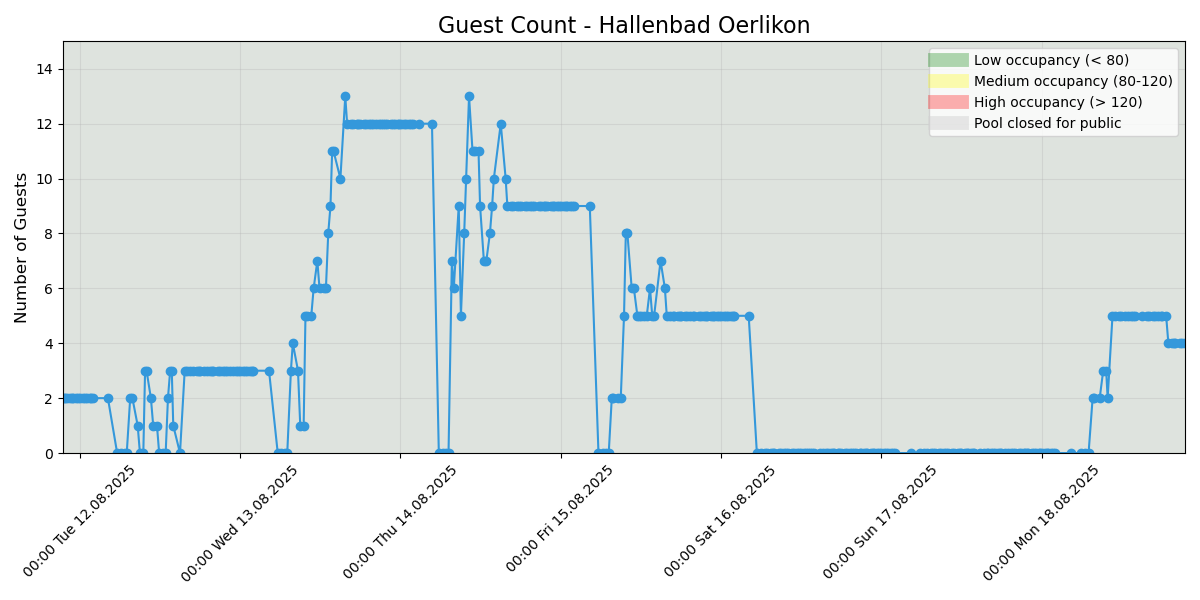 Guest Count - Hallenbad Oerlikon
Low occupancy (< 80)
Medium occupancy (80-120)
High occupancy (> 120)
Pool closed for public
Number of Guests
14
12
10
8
6
4
2
0
00:00 Tue 12.08.2025
00:00 Wed 13.08.2025
00:00 Thu 14.08.2025
00:00 Fri 15.08.2025
00:00 Sat 16.08.2025
00:00 Sun 17.08.2025
00:00 Mon 18.08.2025